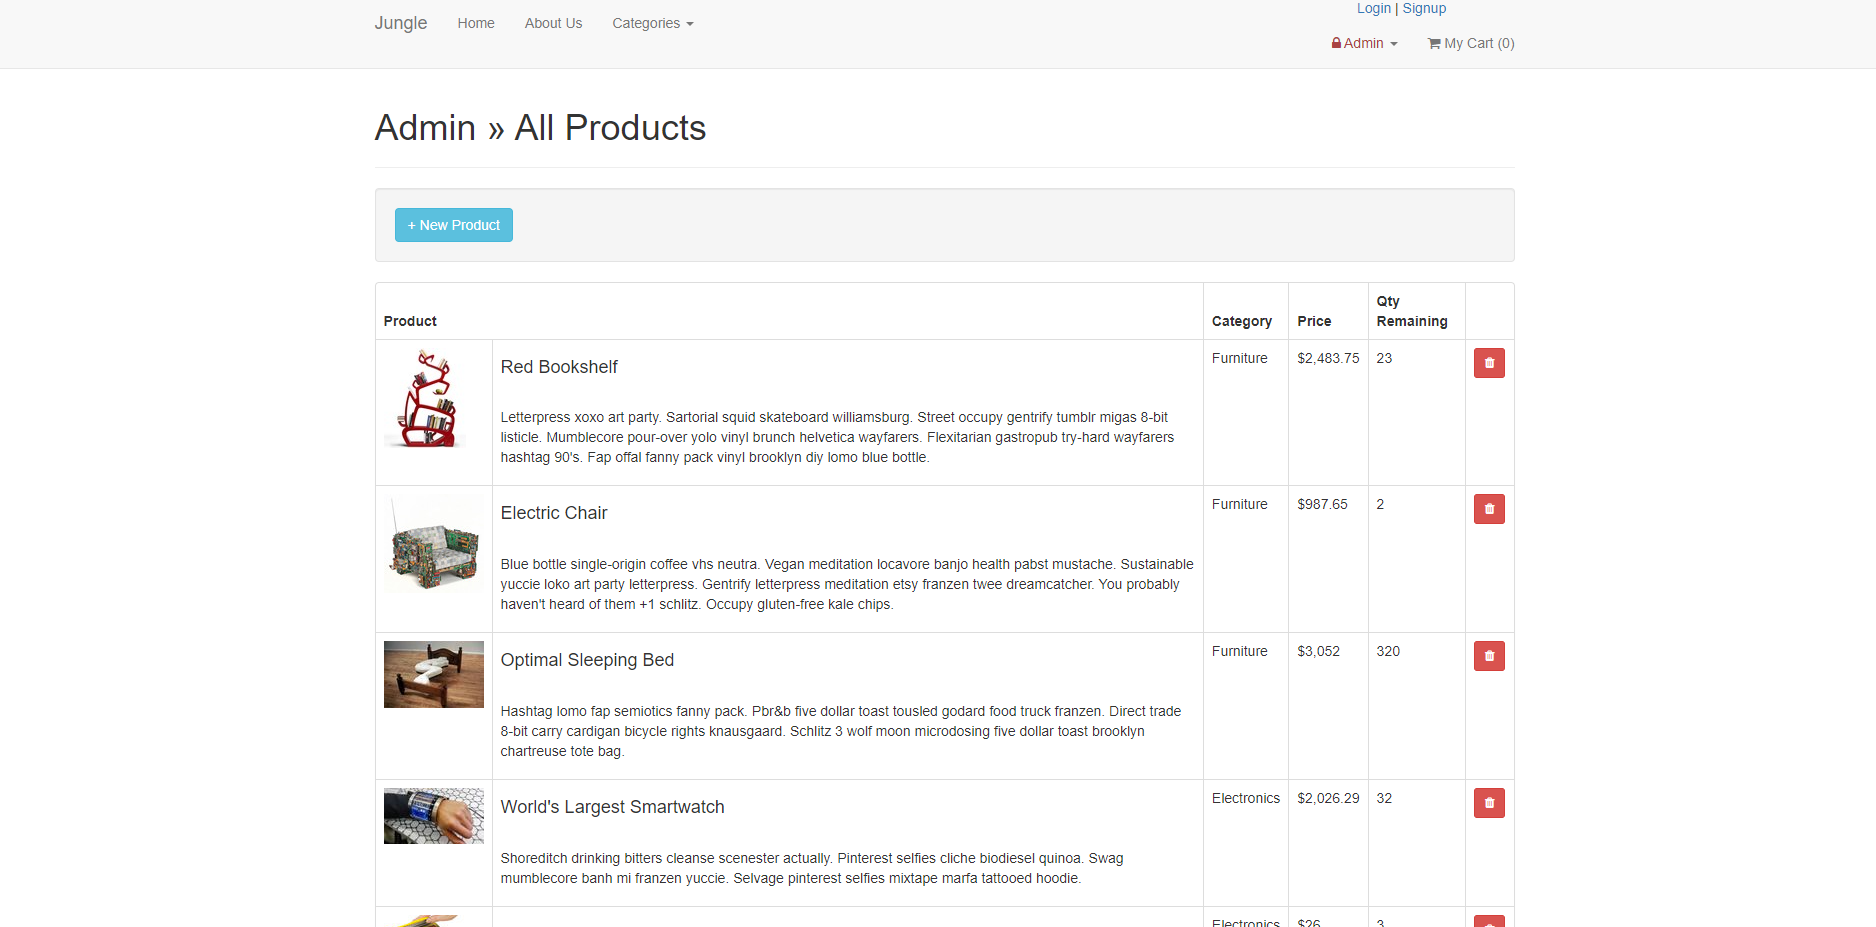 Jungle Home About Us Categories
Login | Signup
Admin My Cart (0)
Admin » All Products
+ New Product
Product Category Price Qty Remaining
Red Bookshelf Furniture $2,483.75 23
Letterpress xoxo art party. Sartorial squid skateboard williamsburg. Street occupy gentrify tumblr migas 8-bit
listicle. Mumblecore pour-over yolo vinyl brunch helvetica wayfarers. Flexitarian gastropub try-hard wayfarers
hashtag 90's. Fap offal fanny pack vinyl brooklyn diy lomo blue bottle.
Electric Chair Furniture $987.65 2
Blue bottle single-origin coffee vhs neutra. Vegan meditation locavore banjo health pabst mustache. Sustainable
yuccie loko art party letterpress. Gentrify letterpress meditation etsy franzen twee dreamcatcher. You probably
haven't heard of them +1 schlitz. Occupy gluten-free kale chips.
Optimal Sleeping Bed Furniture $3,052 320
Hashtag lomo fap semiotics fanny pack. Pbr&b five dollar toast tousled godard food truck franzen. Direct trade
8-bit carry cardigan bicycle rights knausgaard. Schlitz 3 wolf moon microdosing five dollar toast brooklyn
chartreuse tote bag.
World's Largest Smartwatch Electronics $2,026.29 32
Shoreditch drinking bitters cleanse scenester actually. Pinterest selfies cliche biodiesel quinoa. Swag
mumblecore banh mi franzen yuccie. Selvage pinterest selfies mixtape marfa tattooed hoodie.
Electronics $26 3